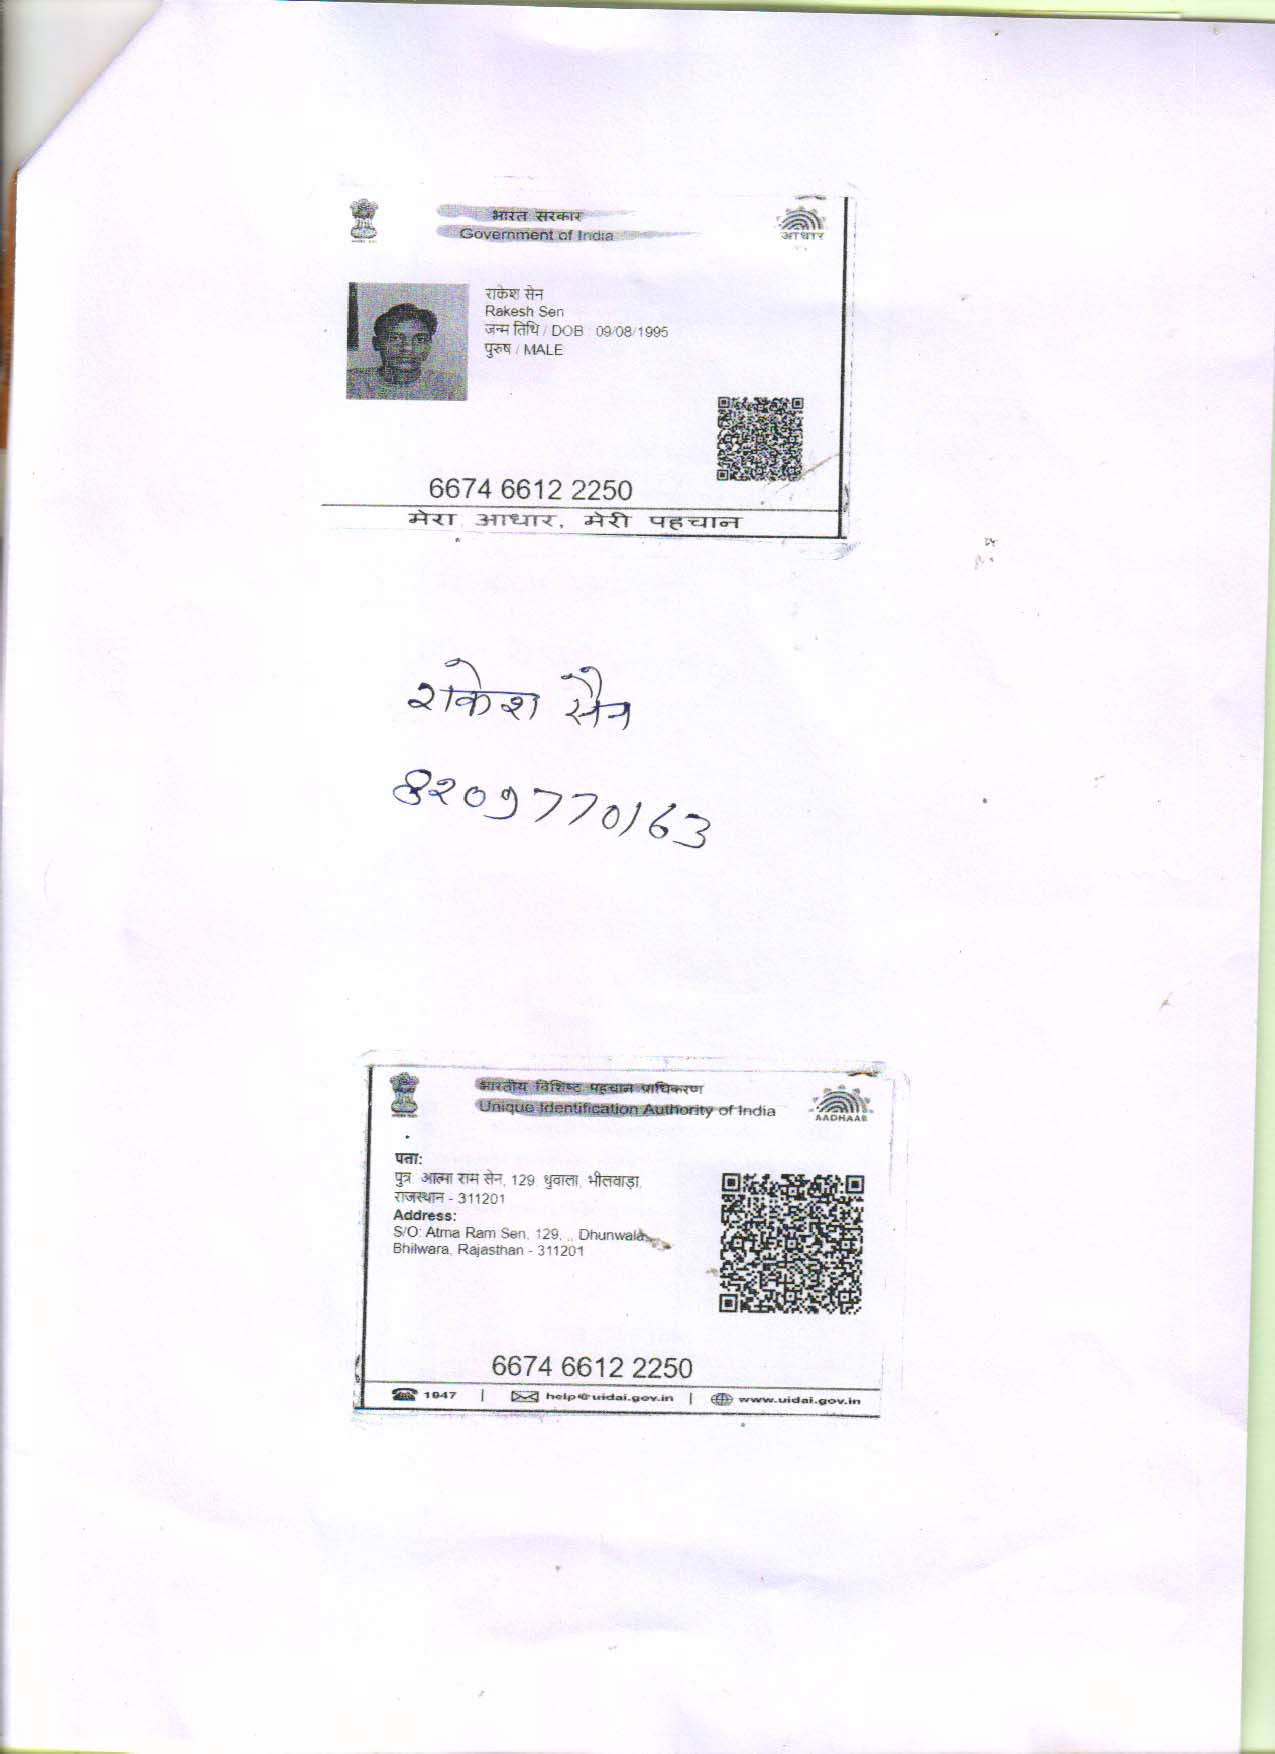 भारत सरकार
Government of India
आधार
राकेश सेन
Rakesh Sen
जन्म तिथि / DOB : 09/08/1995
पुरुष / MALE
6674 6612 2250
मेरा आधार, मेरी पहचान
राकेश सैन
8209770163
भारतीय विशिष्ट पहचान प्राधिकरण
Unique Identification Authority of India
AADHAAR
पता:
पुत्र: आत्मा राम सेन, 129, धुवाला, भीलवाड़ा,
राजस्थान - 311201
Address:
S/O: Atma Ram Sen, 129, ., Dhunwala,
Bhilwara, Rajasthan - 311201
6674 6612 2250
1947 | help@uidai.gov.in | www.uidai.gov.in